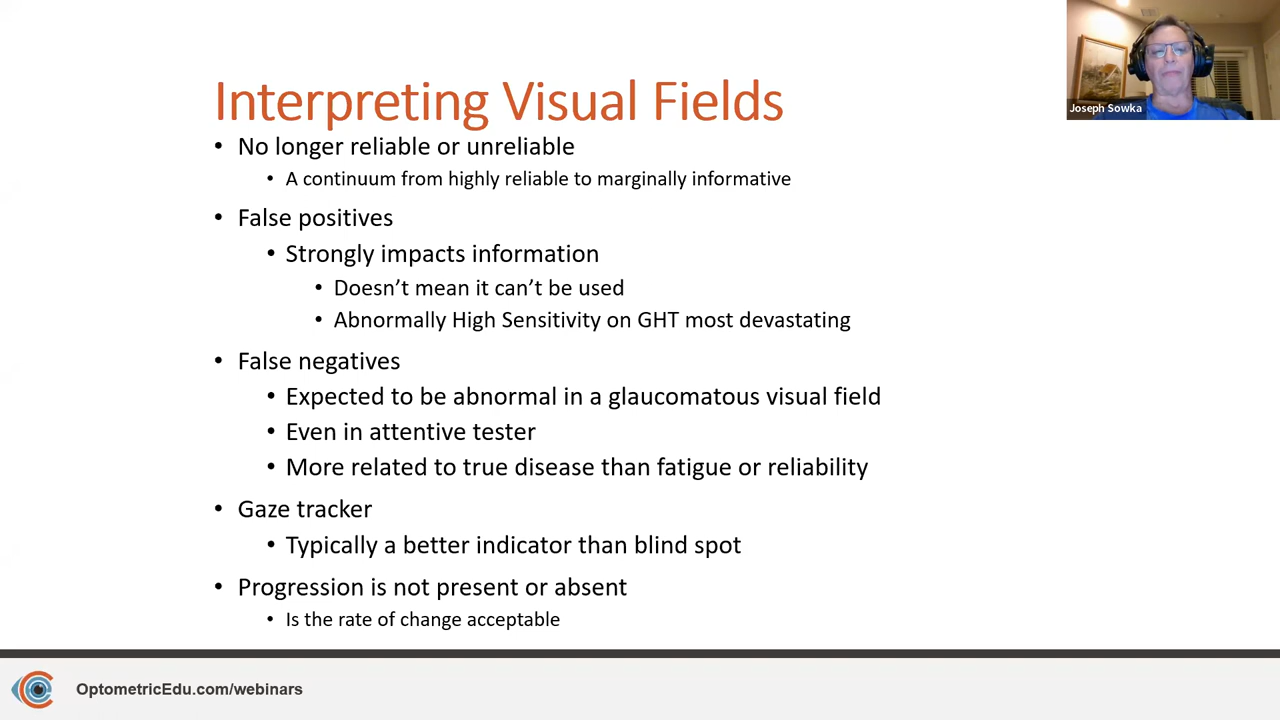 Joseph Sowka
Interpreting Visual Fields
• No longer reliable or unreliable
• A continuum from highly reliable to marginally informative
• False positives
• Strongly impacts information
• Doesn’t mean it can’t be used
• Abnormally High Sensitivity on GHT most devastating
• False negatives
• Expected to be abnormal in a glaucomatous visual field
• Even in attentive tester
• More related to true disease than fatigue or reliability
• Gaze tracker
• Typically a better indicator than blind spot
• Progression is not present or absent
• Is the rate of change acceptable
OptometricEdu.com/webinars